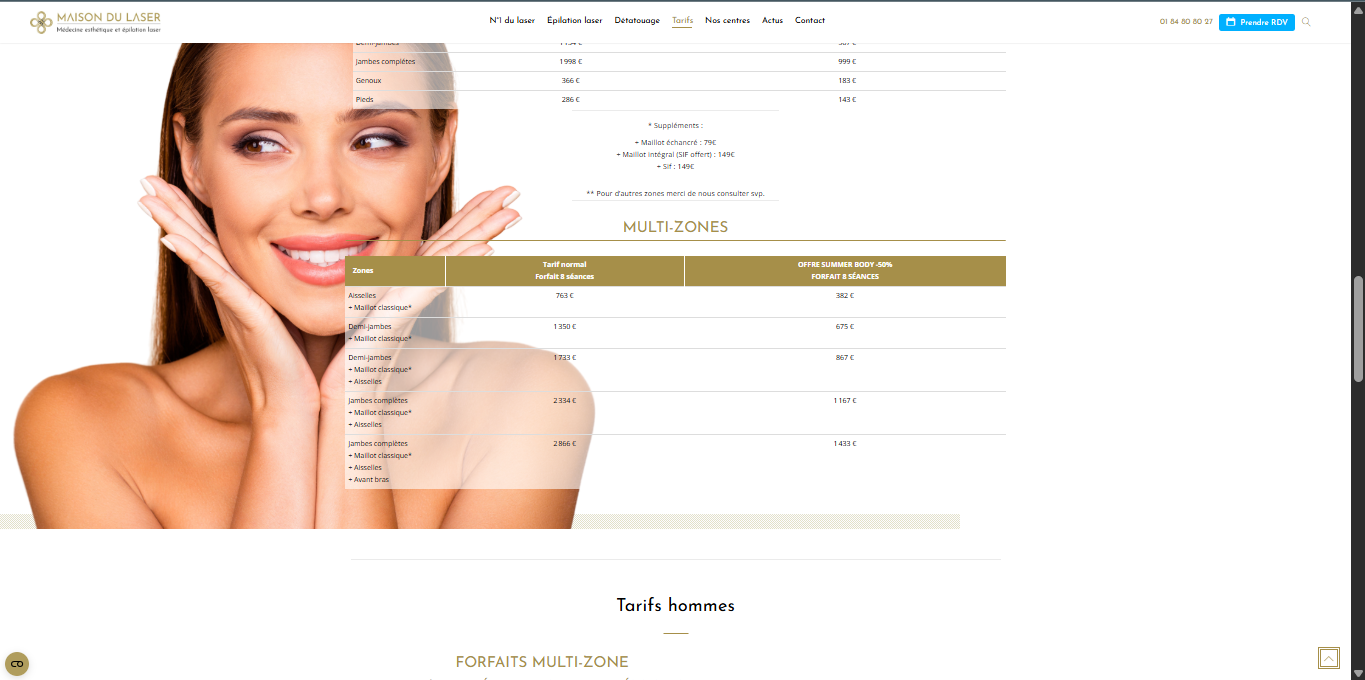 MAISON DU LASER
Médecine esthétique et épilation laser
N°1 du laser Épilation laser Détatouage Tarifs Nos centres Actus Contact
01 84 80 80 27 Prendre RDV
Jambes complètes 1 998 € 999 €
Genoux 366 € 183 €
Pieds 286 € 143 €
* Suppléments :
+ Maillot échancré : 79€
+ Maillot intégral (SIF offert) : 149€
+ Sif : 149€
** Pour d'autres zones merci de nous consulter svp.
MULTI-ZONES
Zones Tarif normal OFFRE SUMMER BODY -50%
Forfait 8 séances FORFAIT 8 SÉANCES
Aisselles 763 € 382 €
+ Maillot classique*
Demi-jambes 1 350 € 675 €
+ Maillot classique*
Demi-jambes 1 733 € 867 €
+ Maillot classique*
+ Aisselles
Jambes complètes 2 334 € 1 167 €
+ Maillot classique*
+ Aisselles
Jambes complètes 2 866 € 1 433 €
+ Maillot classique*
+ Aisselles
+ Avant bras
Tarifs hommes
FORFAITS MULTI-ZONE